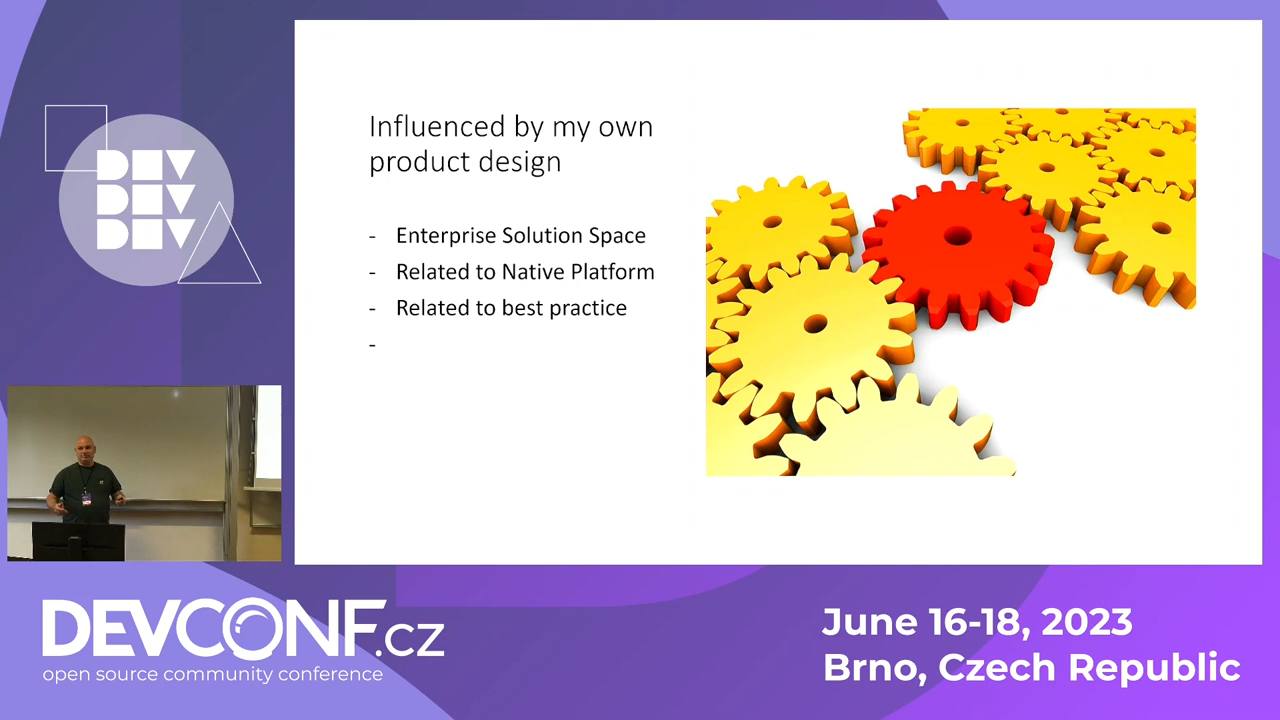 DEV
DEV
DEV
Influenced by my own
product design
- Enterprise Solution Space
- Related to Native Platform
- Related to best practice
-
DEVCONF.cz
open source community conference
June 16-18, 2023
Brno, Czech Republic